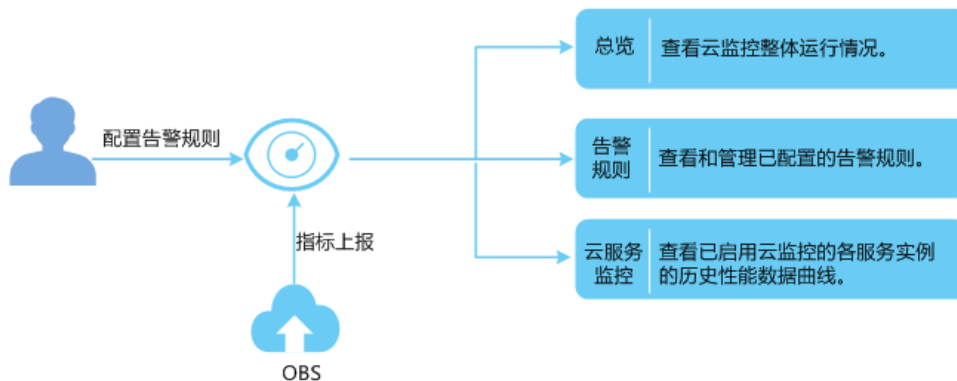 总览
查看云监控整体运行情况。
配置告警规则
告警
规则
查看和管理已配置的告警规则。
指标上报
云服务
监控
查看已启用云监控的各服务实例
的历史性能数据曲线。
OBS